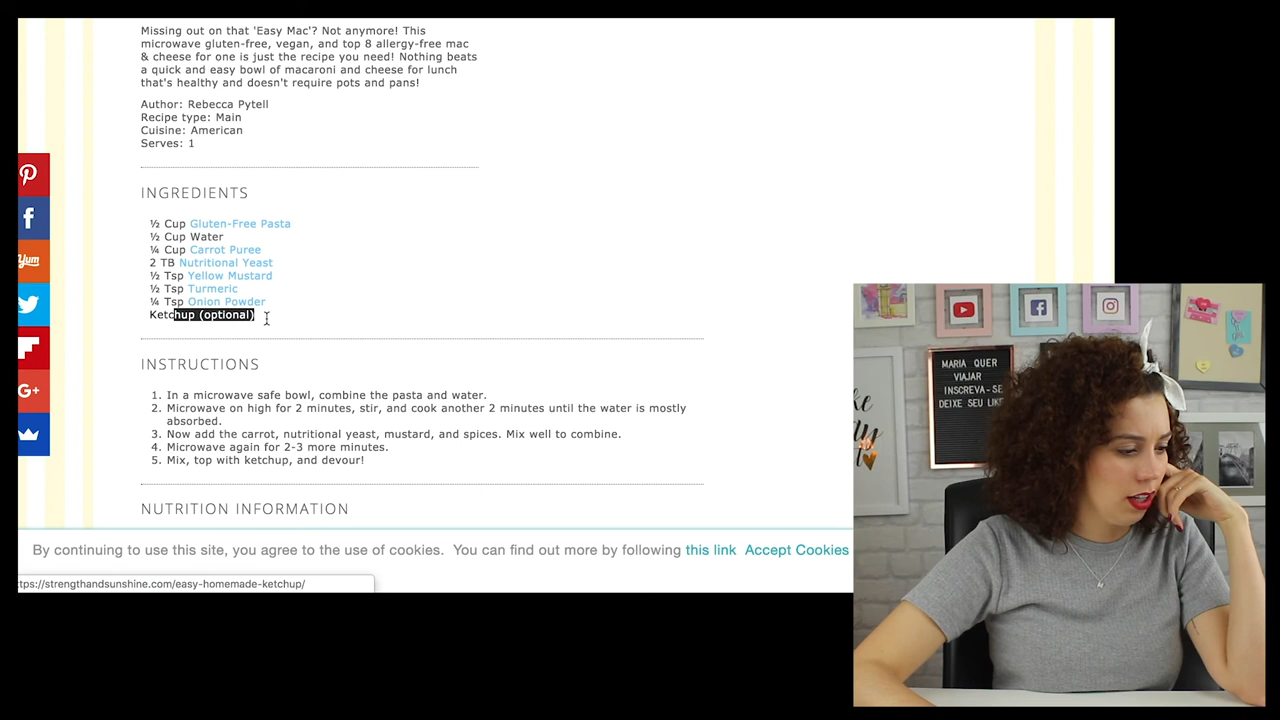 Missing out on that 'Easy Mac'? Not anymore! This
microwave gluten-free, vegan, and top 8 allergy-free mac
& cheese for one is just the recipe you need! Nothing beats
a quick and easy bowl of macaroni and cheese for lunch
that's healthy and doesn't require pots and pans!
Author: Rebecca Pytell
Recipe type: Main
Cuisine: American
Serves: 1
INGREDIENTS
½ Cup Gluten-Free Pasta
½ Cup Water
¼ Cup Carrot Puree
2 TB Nutritional Yeast
½ Tsp Yellow Mustard
½ Tsp Turmeric
¼ Tsp Onion Powder
Ketchup (optional)
INSTRUCTIONS
1. In a microwave safe bowl, combine the pasta and water.
2. Microwave on high for 2 minutes, stir, and cook another 2 minutes until the water is mostly
absorbed.
3. Now add the carrot, nutritional yeast, mustard, and spices. Mix well to combine.
4. Microwave again for 2-3 more minutes.
5. Mix, top with ketchup, and devour!
NUTRITION INFORMATION
By continuing to use this site, you agree to the use of cookies. You can find out more by following this link Accept Cookies
ttps://strengthandsunshine.com/easy-homemade-ketchup/
Yum
G+
MARIA QUER
VIAJAR
INSCREVA-SE
DEIXE SEU LIKE